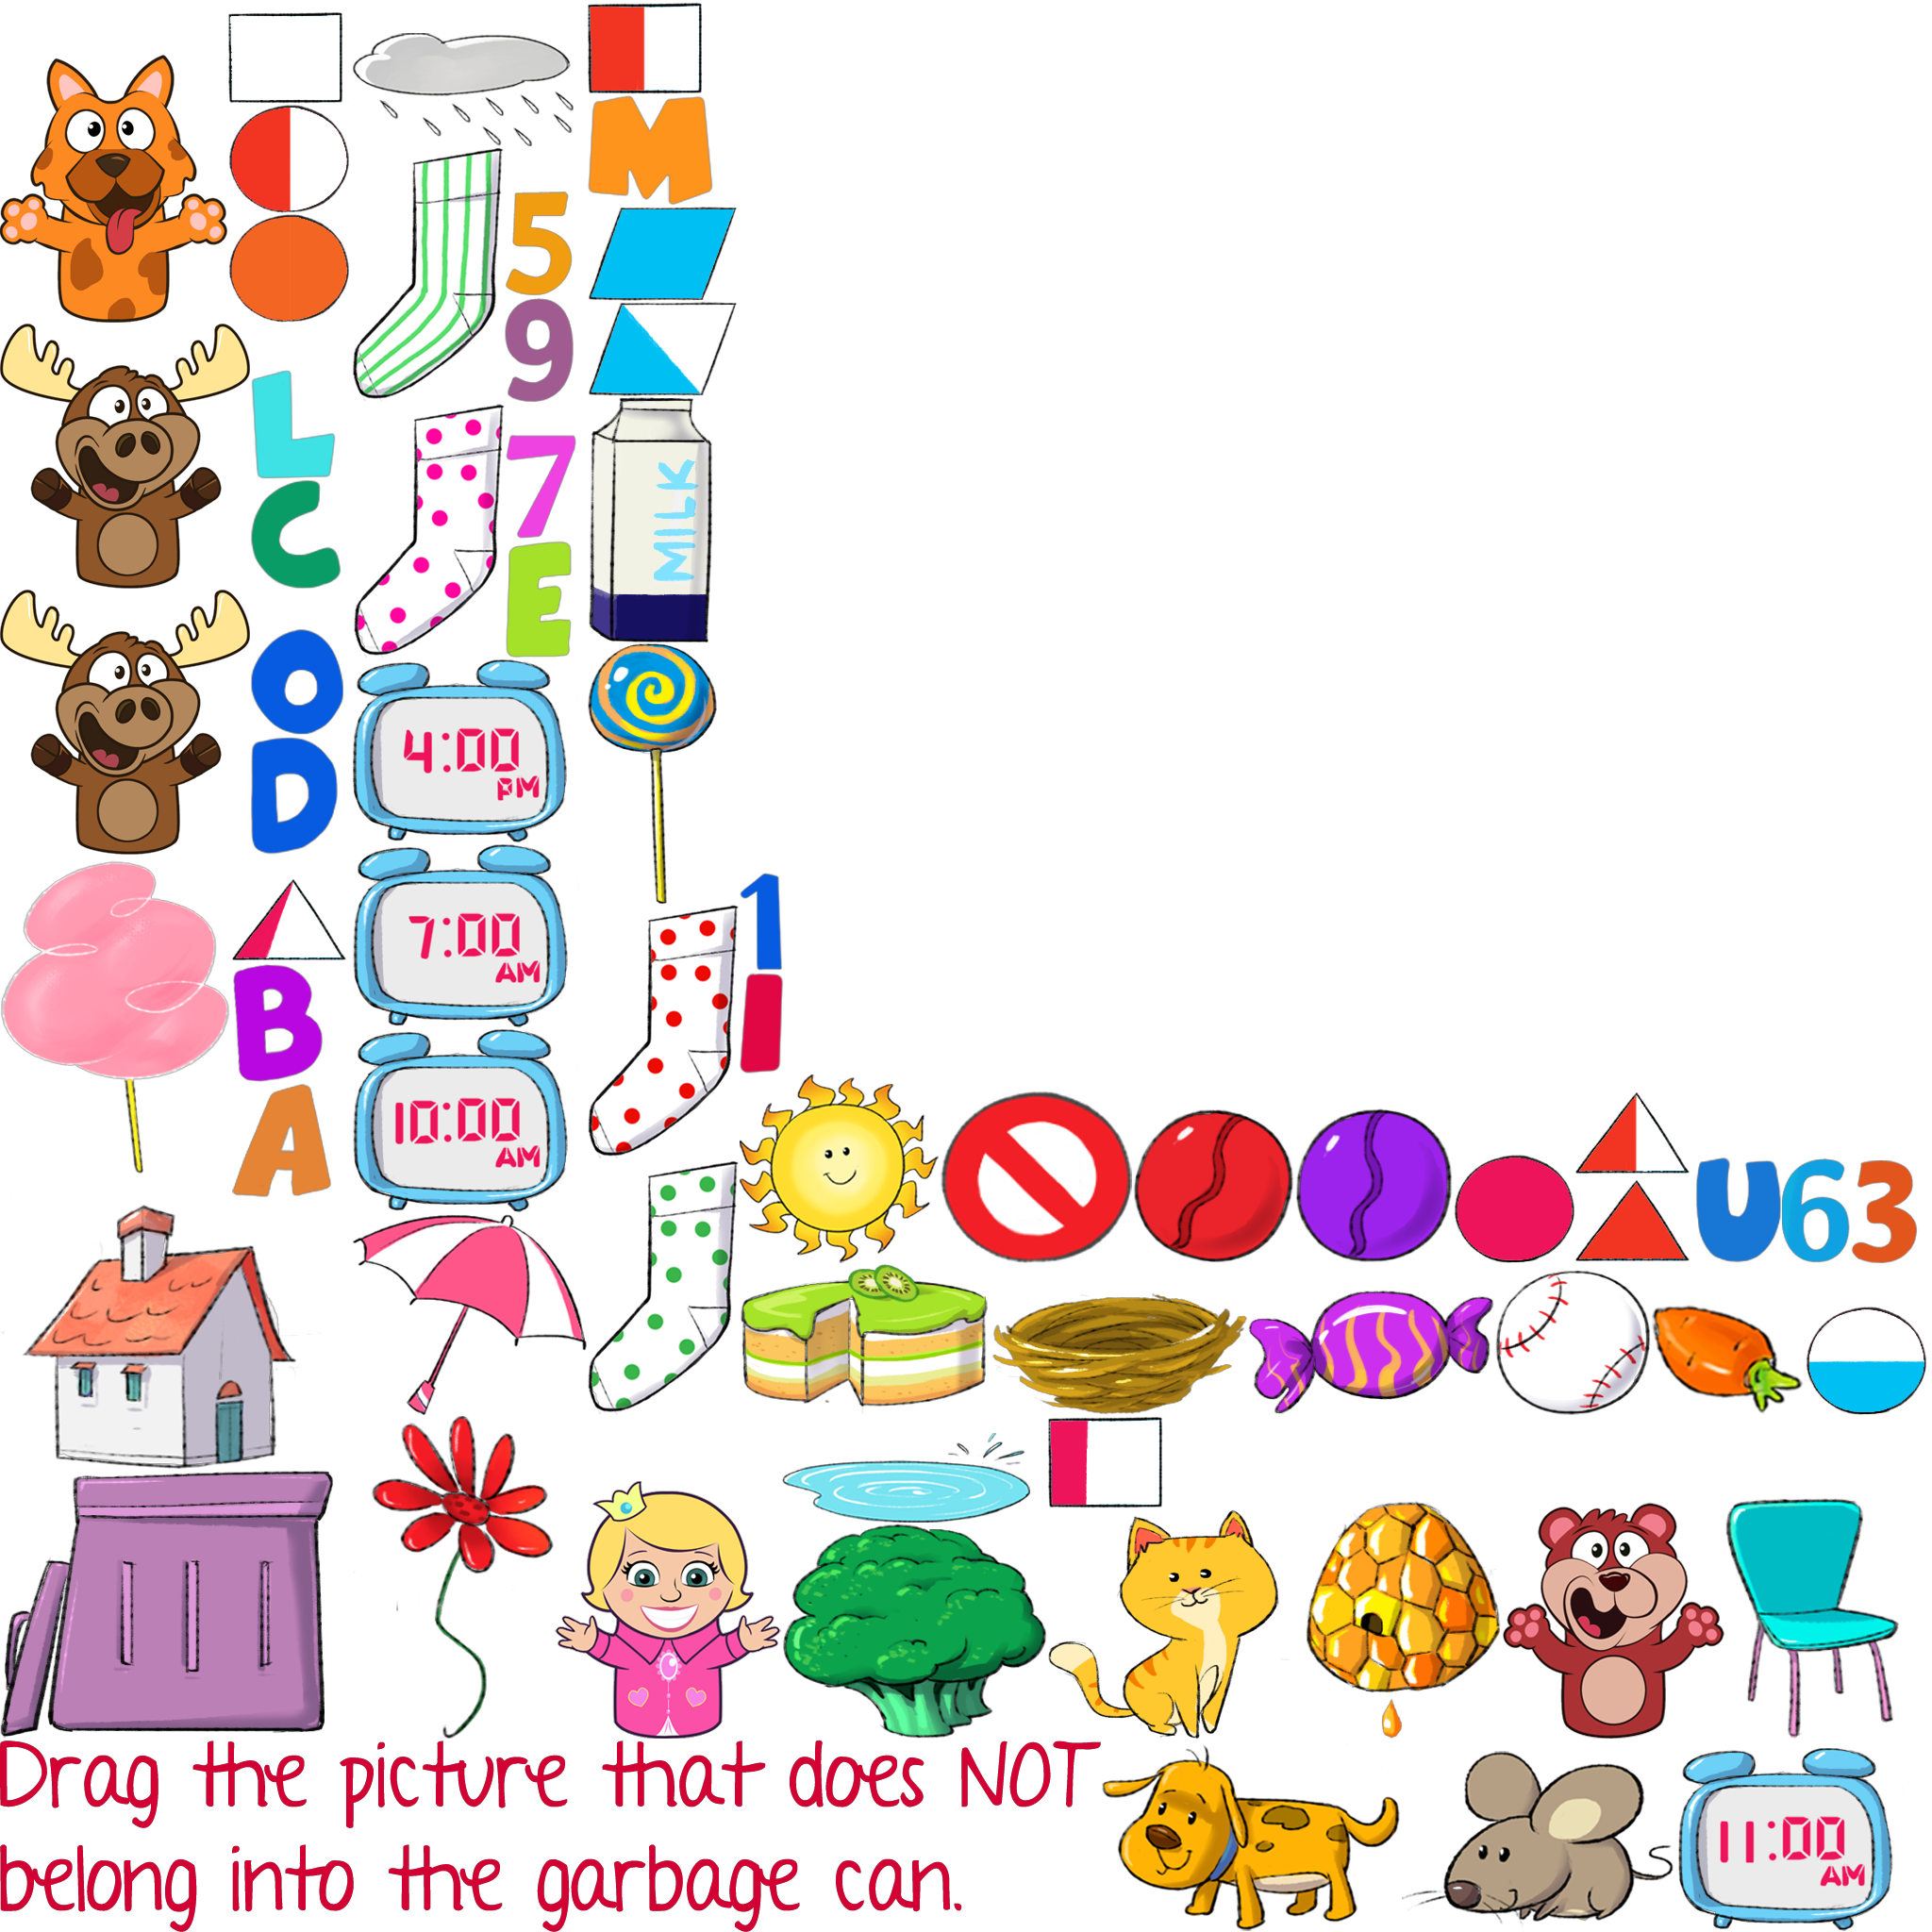 M
5
9
L
7
MILK
C
E
O
4:00
PM
D
1
7:00
AM
B
I
A
10:00
AM
U63
Drag the picture that does NOT
belong into the garbage can.
11:00
AM